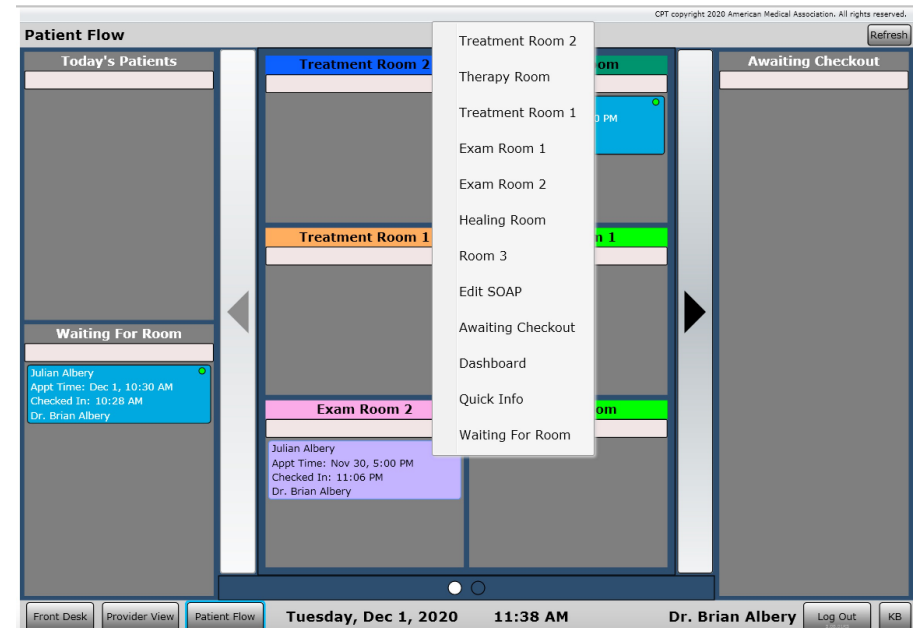 CPT copyright 2020 American Medical Association. All rights reserved.
Patient Flow
Refresh
Today's Patients
Waiting For Room
Julian Albery
Appt Time: Dec 1, 10:30 AM
Checked In: 10:28 AM
Dr. Brian Albery
Treatment Room 2
om
PM
Treatment Room 1
1
Exam Room 2
om
Julian Albery
Appt Time: Nov 30, 5:00 PM
Checked In: 11:06 PM
Dr. Brian Albery
Treatment Room 2
Therapy Room
Treatment Room 1
Exam Room 1
Exam Room 2
Healing Room
Room 3
Edit SOAP
Awaiting Checkout
Dashboard
Quick Info
Waiting For Room
Awaiting Checkout
Front Desk
Provider View
Patient Flow
Tuesday, Dec 1, 2020 11:38 AM
Dr. Brian Albery
Log Out
KB